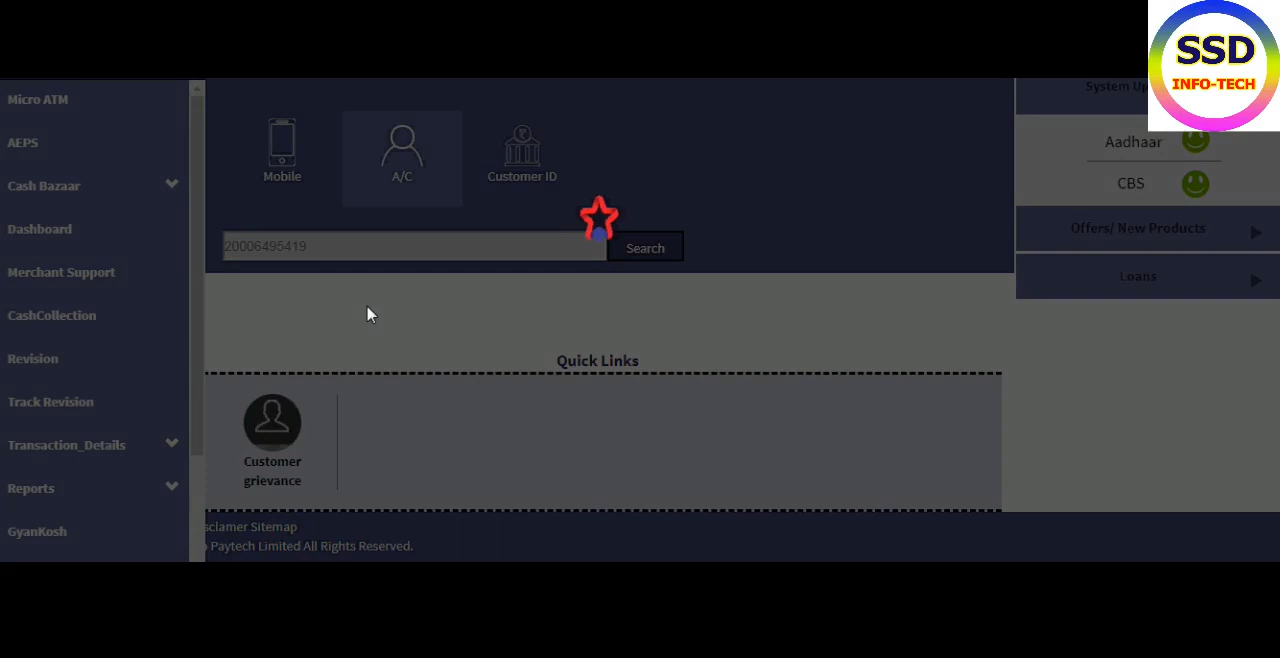 SSD
INFO-TECH
Micro ATM
AEPS
Cash Bazaar
Dashboard
Merchant Support
CashCollection
Revision
Track Revision
Transaction_Details
Reports
GyanKosh
Mobile
A/C
Customer ID
20006495419
Search
Quick Links
Customer
grievance
sclamer Sitemap
Paytech Limited All Rights Reserved.
System Up
Aadhaar
CBS
Offers/ New Products
Loans